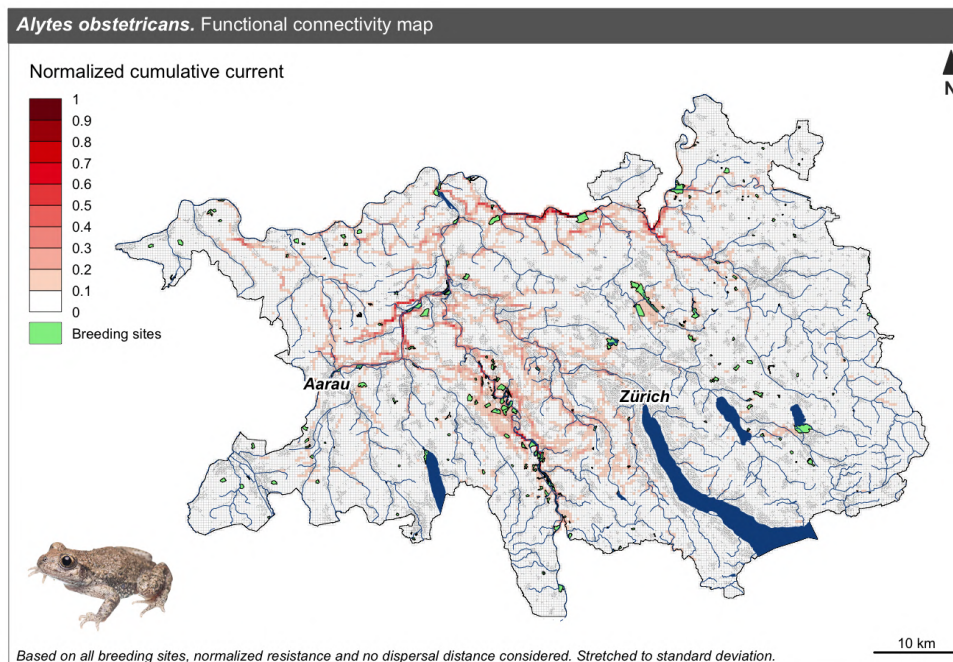 Alytes obstetricans. Functional connectivity map
N
Normalized cumulative current
1
0.9
0.8
0.7
0.6
0.5
0.4
0.3
0.2
0.1
0
Breeding sites
Aarau
Zürich
10 km
Based on all breeding sites, normalized resistance and no dispersal distance considered. Stretched to standard deviation.